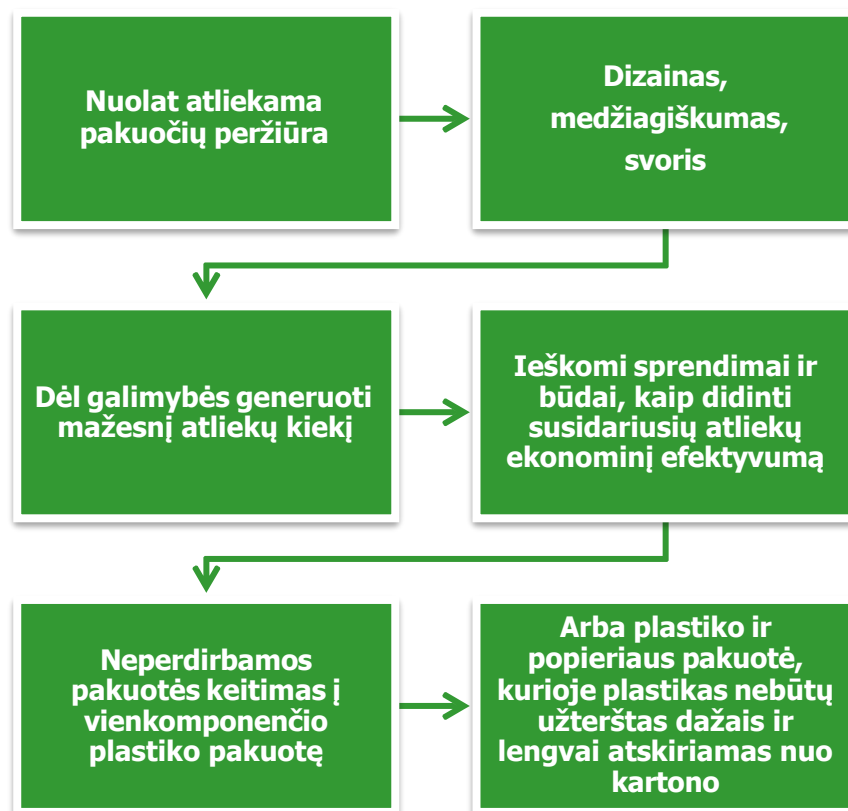 Nuolat atliekama
pakuočių peržiūra
Dizainas,
medžiagiškumas,
svoris
Dėl galimybės generuoti
mažesnį atliekų kiekį
Ieškomi sprendimai ir
būdai, kaip didinti
susidariusių atliekų
ekonominį efektyvumą
Neperdirbamos
pakuotės keitimas į
vienkomponenčio
plastiko pakuotę
Arba plastiko ir
popieriaus pakuotė,
kurioje plastikas nebūtų
užterštas dažais ir
lengvai atskiriamas nuo
kartono